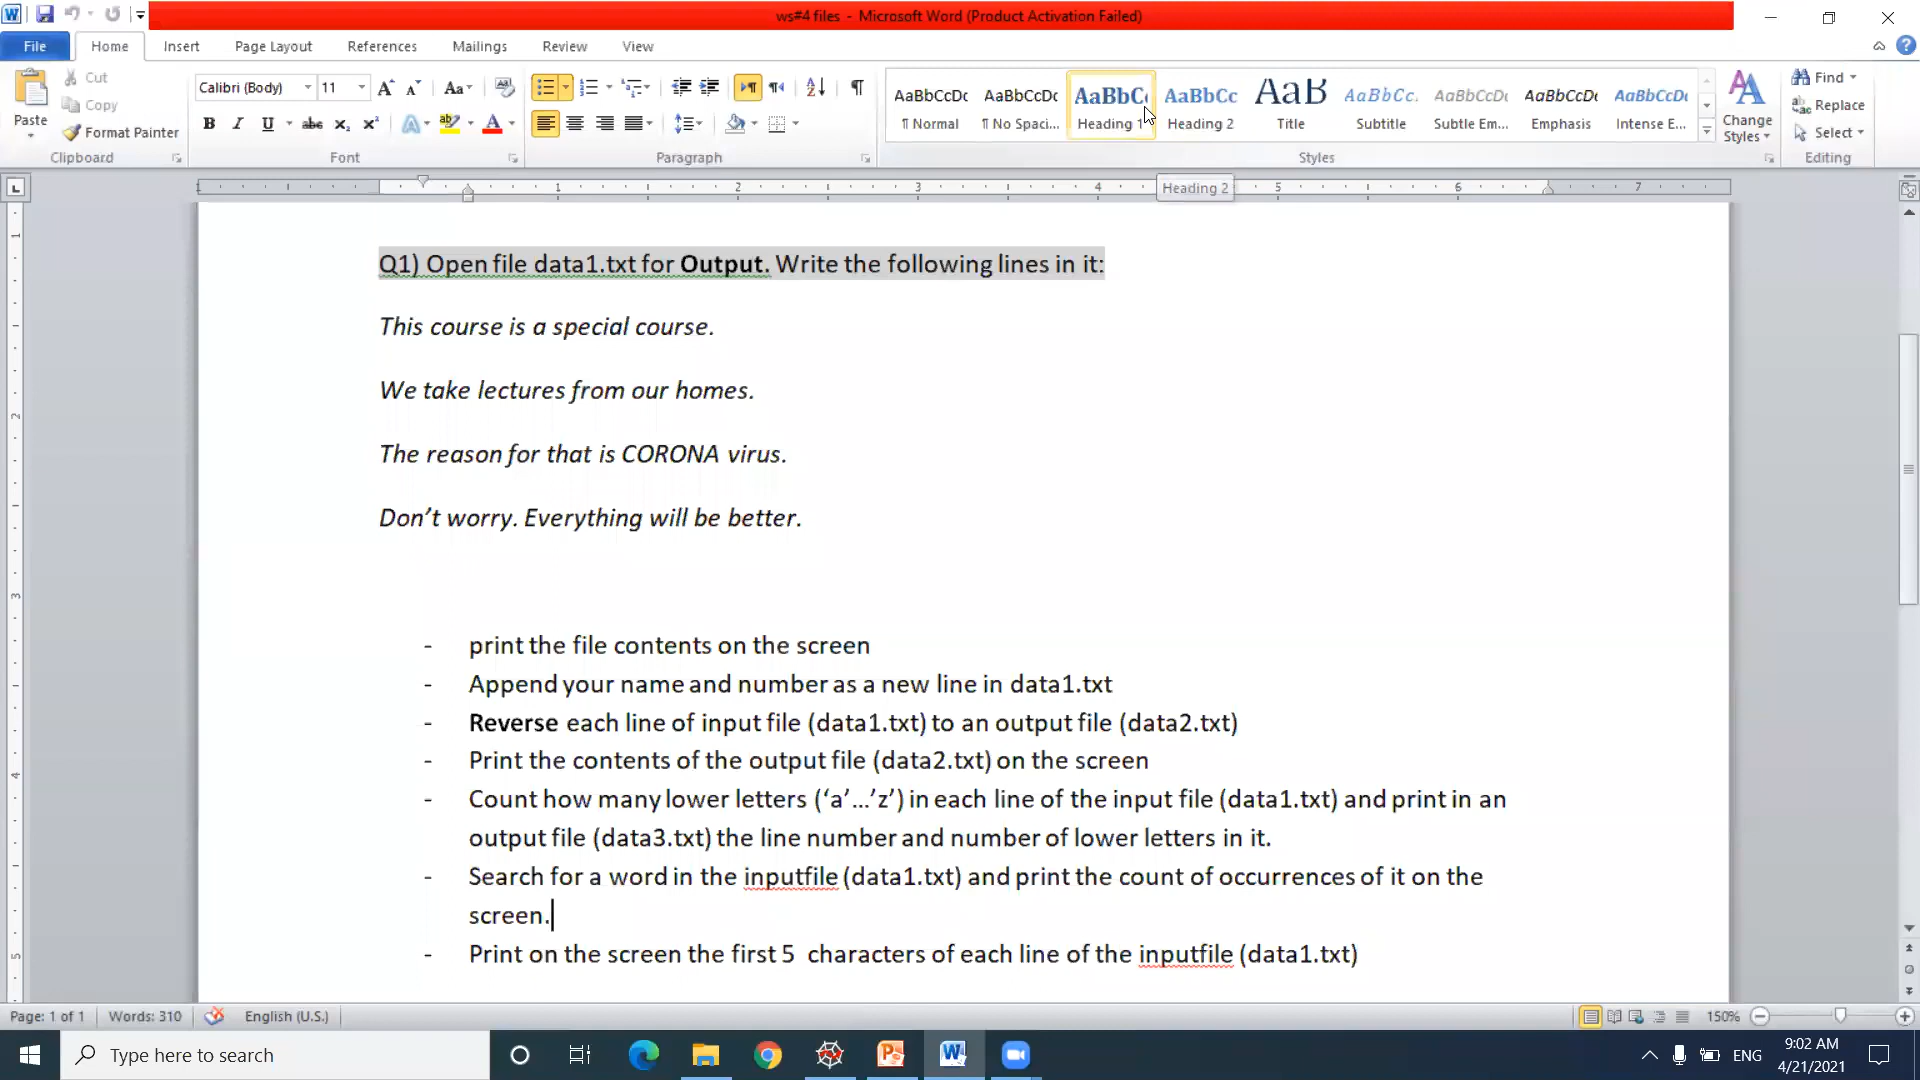 ws#4 files - Microsoft Word (Product Activation Failed)
File Home Insert Page Layout References Mailings Review View
Paste
Cut
Copy
Format Painter
Clipboard
Calibri (Body) 11
Font
Paragraph
AaBbCcDc AaBbCcDc AaBbC AaBbCc AaB AaBbCc. AaBbCcDc AaBbCcDc AaBbCcDc
¶ Normal ¶ No Spaci... Heading 1 Heading 2 Title Subtitle Subtle Em... Emphasis Intense E...
Styles
Change Styles
Find
Replace
Select
Editing
1 1 2 3 4 5 6 7
Heading 2
Q1) Open file data1.txt for Output. Write the following lines in it:
This course is a special course.
We take lectures from our homes.
The reason for that is CORONA virus.
Don’t worry. Everything will be better.
- print the file contents on the screen
- Append your name and number as a new line in data1.txt
- Reverse each line of input file (data1.txt) to an output file (data2.txt)
- Print the contents of the output file (data2.txt) on the screen
- Count how many lower letters (‘a’…’z’) in each line of the input file (data1.txt) and print in an
output file (data3.txt) the line number and number of lower letters in it.
- Search for a word in the inputfile (data1.txt) and print the count of occurrences of it on the
screen.
- Print on the screen the first 5 characters of each line of the inputfile (data1.txt)
Page: 1 of 1 Words: 310 English (U.S.) 150%
Type here to search
ENG
9:02 AM
4/21/2021